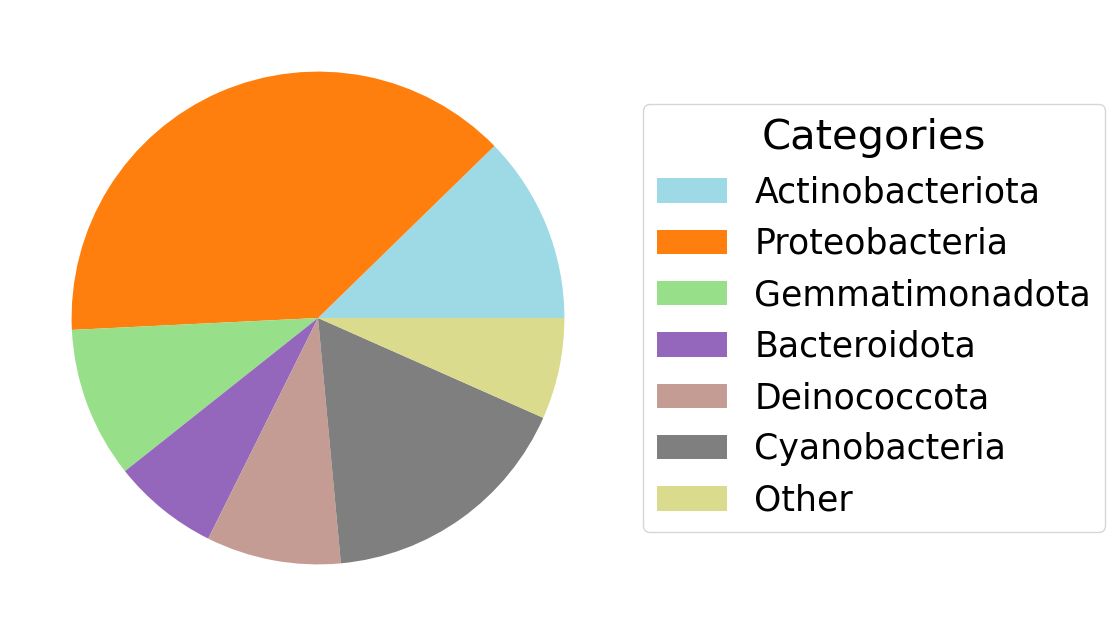 Categories
Actinobacteriota
Proteobacteria
Gemmatimonadota
Bacteroidota
Deinococcota
Cyanobacteria
Other